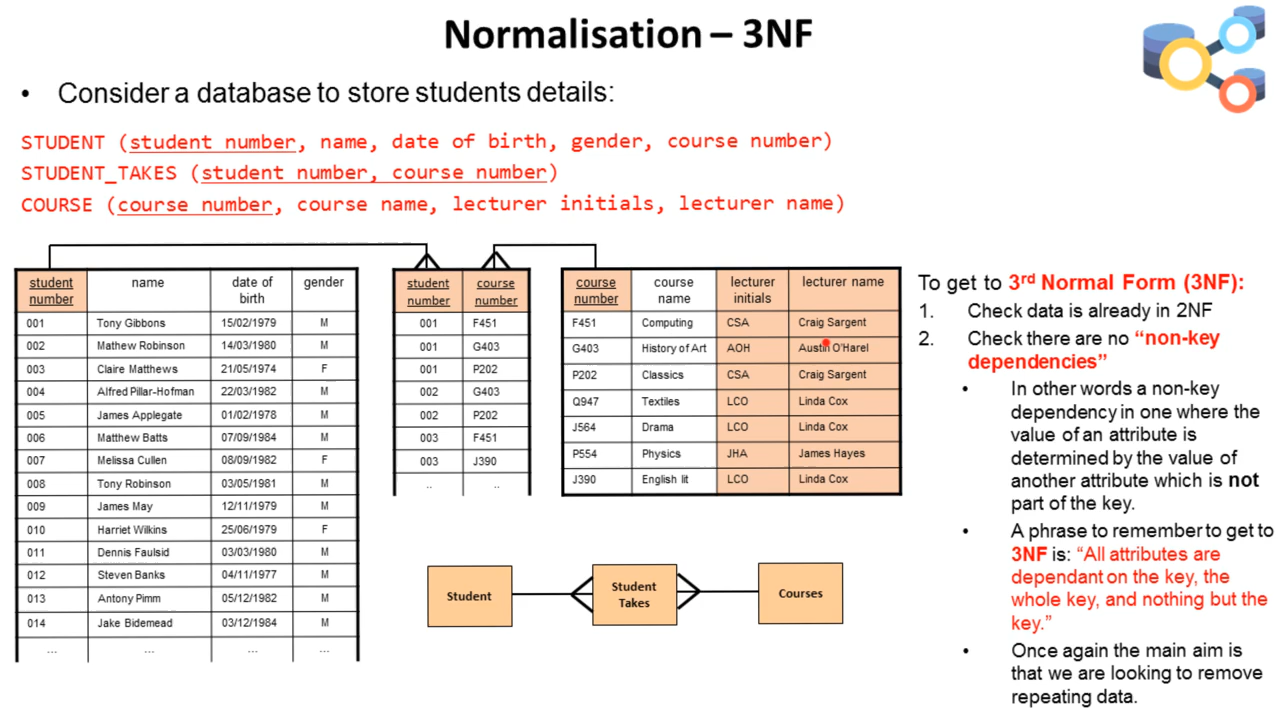 Normalisation – 3NF
• Consider a database to store students details:
STUDENT (student number, name, date of birth, gender, course number)
STUDENT_TAKES (student number, course number)
COURSE (course number, course name, lecturer initials, lecturer name)
student number name date of birth gender
001 Tony Gibbons 15/02/1979 M
002 Mathew Robinson 14/03/1980 M
003 Claire Matthews 21/05/1974 F
004 Alfred Pillar-Hofman 22/03/1982 M
005 James Applegate 01/02/1978 M
006 Matthew Batts 07/09/1984 M
007 Melissa Cullen 08/09/1982 F
008 Tony Robinson 03/05/1981 M
009 James May 12/11/1979 M
010 Harriet Wilkins 25/06/1979 F
011 Dennis Faulsid 03/03/1980 M
012 Steven Banks 04/11/1977 M
013 Antony Pimm 05/12/1982 M
014 Jake Bidemead 03/12/1984 M
... ... ... ...
student number course number
001 F451
001 G403
001 P202
002 G403
002 P202
003 F451
003 J390
.. ..
course number course name lecturer initials lecturer name
F451 Computing CSA Craig Sargent
G403 History of Art AOH Austin O'Harel
P202 Classics CSA Craig Sargent
Q947 Textiles LCO Linda Cox
J564 Drama LCO Linda Cox
P554 Physics JHA James Hayes
J390 English lit LCO Linda Cox
Student
Student
Takes
Courses
To get to 3rd Normal Form (3NF):
1. Check data is already in 2NF
2. Check there are no “non-key
dependencies”
• In other words a non-key
dependency in one where the
value of an attribute is
determined by the value of
another attribute which is not
part of the key.
• A phrase to remember to get to
3NF is: “All attributes are
dependant on the key, the
whole key, and nothing but the
key.”
• Once again the main aim is
that we are looking to remove
repeating data.